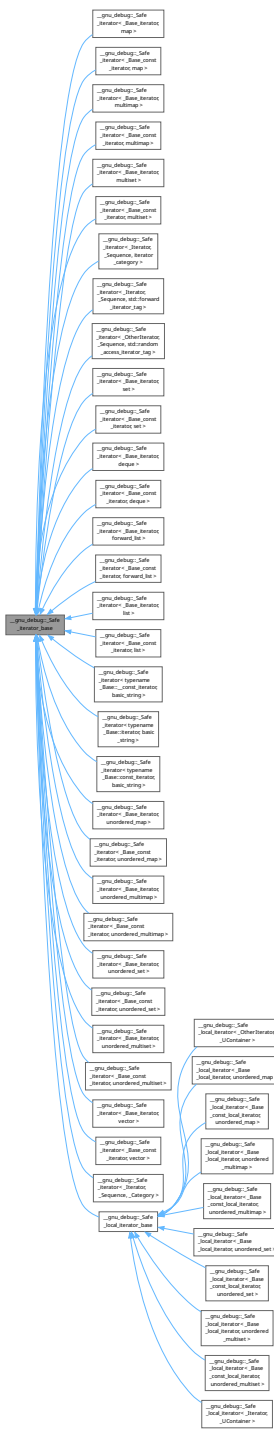 __gnu_debug::_Safe
_iterator< _Base_iterator,
map >
__gnu_debug::_Safe
_iterator< _Base_const
_iterator, map >
__gnu_debug::_Safe
_iterator< _Base_iterator,
multimap >
__gnu_debug::_Safe
_iterator< _Base_const
_iterator, multimap >
__gnu_debug::_Safe
_iterator< _Base_iterator,
multiset >
__gnu_debug::_Safe
_iterator< _Base_const
_iterator, multiset >
__gnu_debug::_Safe
_iterator< _Iterator,
_Sequence, iterator
_category >
__gnu_debug::_Safe
_iterator< _Iterator,
_Sequence, std::forward
_iterator_tag >
__gnu_debug::_Safe
_iterator< _OtherIterator,
_Sequence, std::random
_access_iterator_tag >
__gnu_debug::_Safe
_iterator< _Base_iterator,
set >
__gnu_debug::_Safe
_iterator< _Base_const
_iterator, set >
__gnu_debug::_Safe
_iterator< _Base_iterator,
deque >
__gnu_debug::_Safe
_iterator< _Base_const
_iterator, deque >
__gnu_debug::_Safe
_iterator< _Base_iterator,
forward_list >
__gnu_debug::_Safe
_iterator< _Base_const
_iterator, forward_list >
__gnu_debug::_Safe
_iterator< _Base_iterator,
list >
__gnu_debug::_Safe
_iterator_base
__gnu_debug::_Safe
_iterator< _Base_const
_iterator, list >
__gnu_debug::_Safe
_iterator< typename
_Base::__const_iterator,
basic_string >
__gnu_debug::_Safe
_iterator< typename
_Base::iterator, basic
_string >
__gnu_debug::_Safe
_iterator< typename
_Base::const_iterator,
basic_string >
__gnu_debug::_Safe
_iterator< _Base_iterator,
unordered_map >
__gnu_debug::_Safe
_iterator< _Base_const
_iterator, unordered_map >
__gnu_debug::_Safe
_iterator< _Base_iterator,
unordered_multimap >
__gnu_debug::_Safe
_iterator< _Base_const
_iterator, unordered_multimap >
__gnu_debug::_Safe
_iterator< _Base_iterator,
unordered_set >
__gnu_debug::_Safe
_iterator< _Base_const
_iterator, unordered_set >
__gnu_debug::_Safe
_iterator< _Base_iterator,
unordered_multiset >
__gnu_debug::_Safe
_iterator< _Base_const
_iterator, unordered_multiset >
__gnu_debug::_Safe
_iterator< _Base_iterator,
vector >
__gnu_debug::_Safe
_iterator< _Base_const
_iterator, vector >
__gnu_debug::_Safe
_iterator< _Iterator,
_Sequence, _Category >
__gnu_debug::_Safe
_local_iterator_base
__gnu_debug::_Safe
_local_iterator< _OtherIterator,
_UContainer >
__gnu_debug::_Safe
_local_iterator< _Base
_local_iterator, unordered_map
__gnu_debug::_Safe
_local_iterator< _Base
_const_local_iterator,
unordered_map >
__gnu_debug::_Safe
_local_iterator< _Base
_local_iterator, unordered
_multimap >
__gnu_debug::_Safe
_local_iterator< _Base
_const_local_iterator,
unordered_multimap >
__gnu_debug::_Safe
_local_iterator< _Base
_local_iterator, unordered_set >
__gnu_debug::_Safe
_local_iterator< _Base
_const_local_iterator,
unordered_set >
__gnu_debug::_Safe
_local_iterator< _Base
_local_iterator, unordered
_multiset >
__gnu_debug::_Safe
_local_iterator< _Base
_const_local_iterator,
unordered_multiset >
__gnu_debug::_Safe
_local_iterator< _Iterator,
_UContainer >